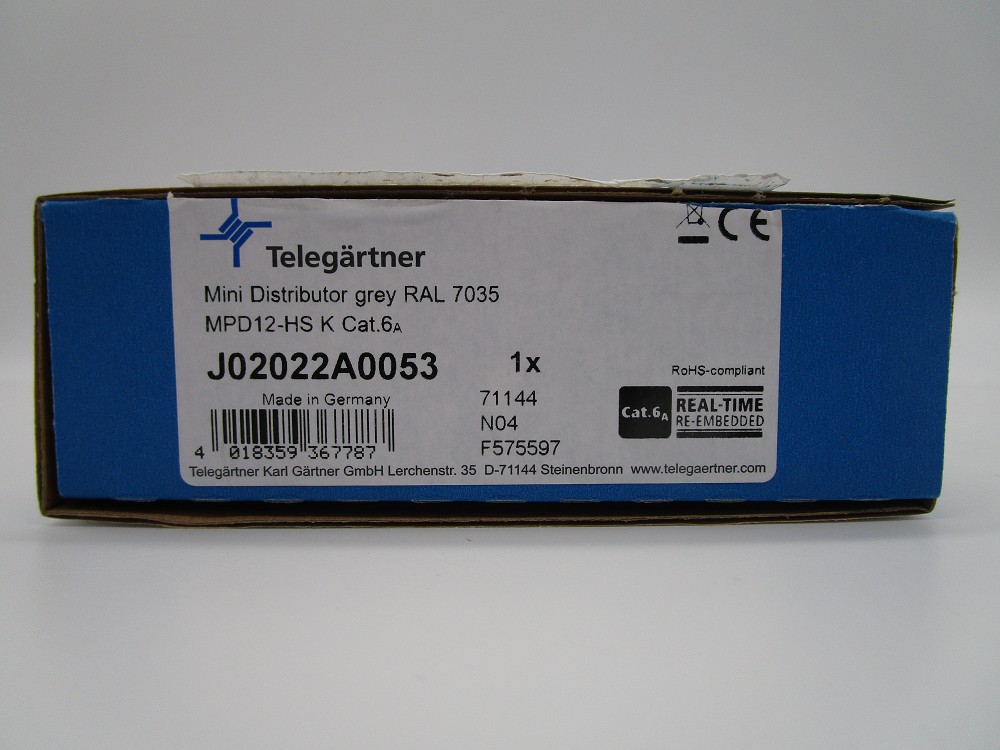 Telegärtner
CE
Mini Distributor grey RAL 7035
MPD12-HS K Cat.6A
J02022A0053 1x
RoHS-compliant
Made in Germany 71144
N04
F575597
Cat.6A REAL-TIME
RE-EMBEDDED
4 018359 367787
Telegärtner Karl Gärtner GmbH Lerchenstr. 35 D-71144 Steinenbronn www.telegaertner.com